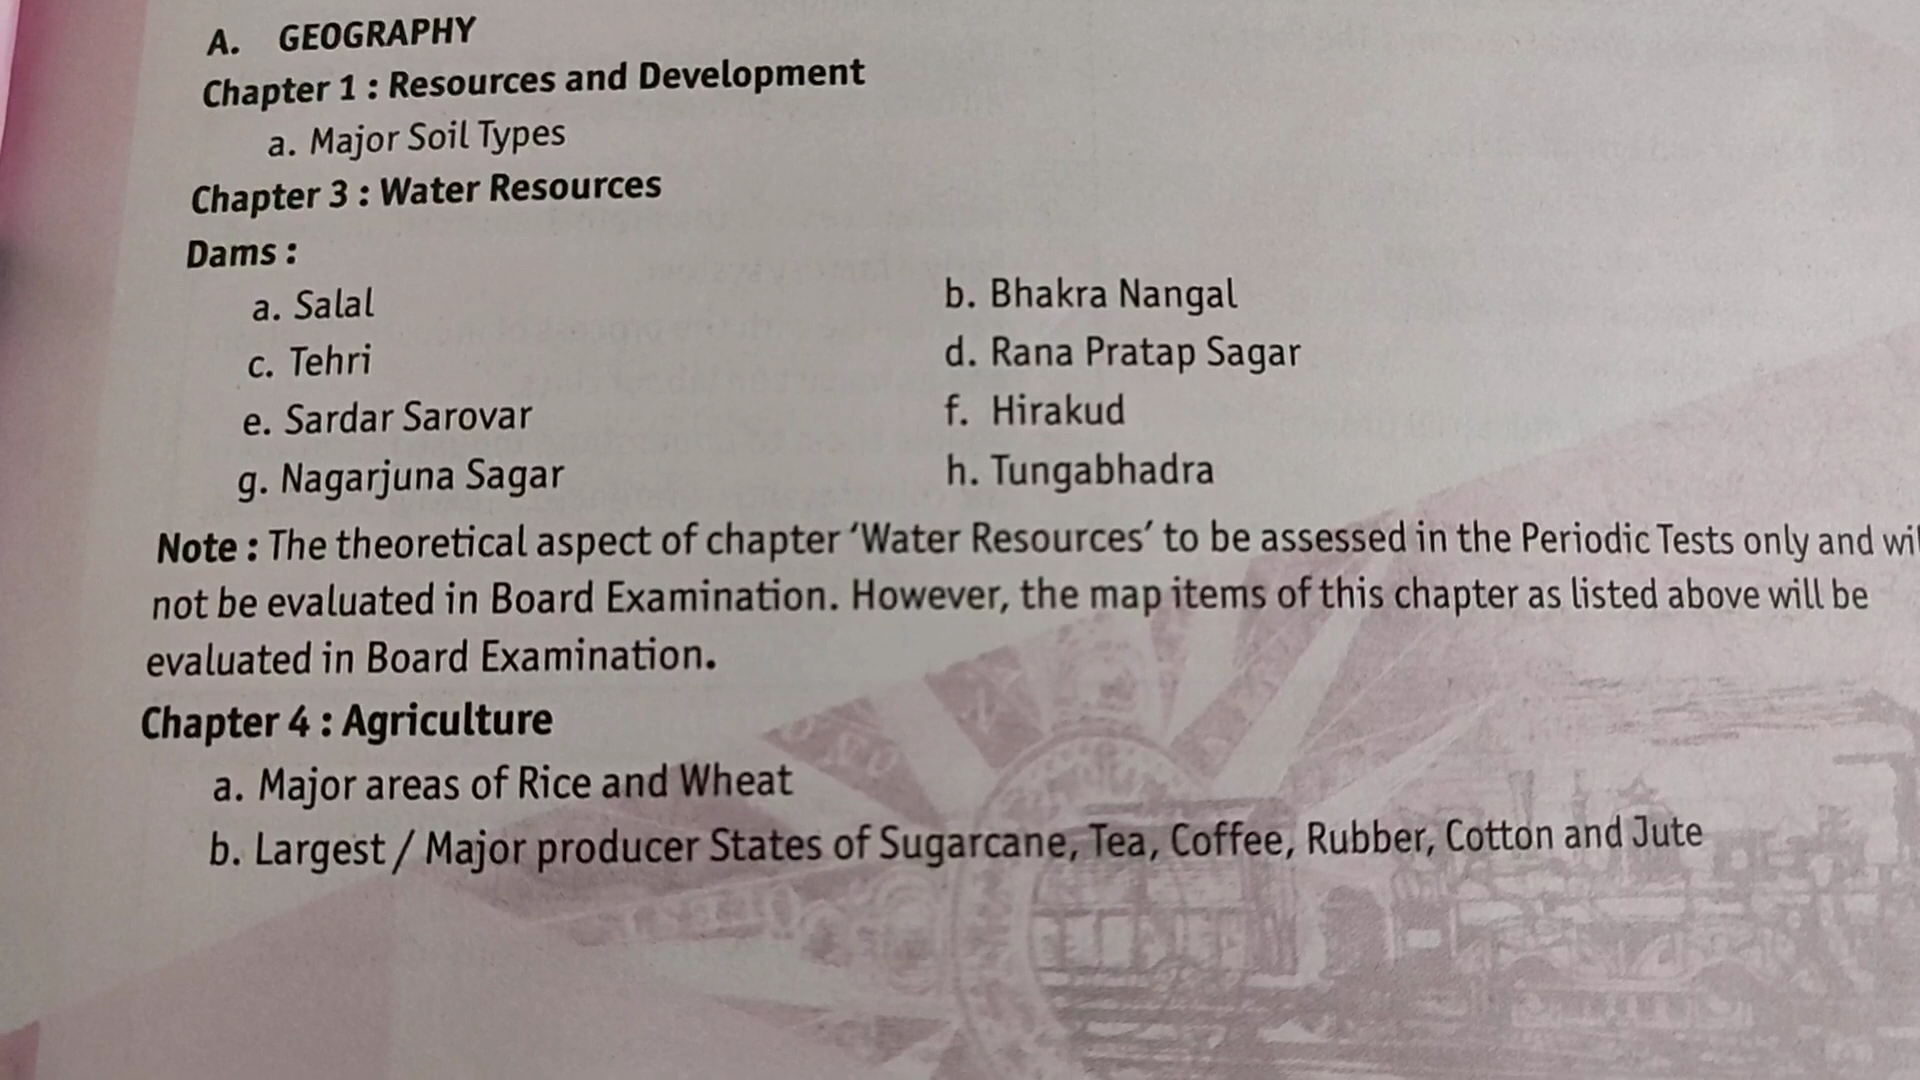 A. GEOGRAPHY
Chapter 1 : Resources and Development
a. Major Soil Types
Chapter 3 : Water Resources
Dams :
a. Salal b. Bhakra Nangal
c. Tehri d. Rana Pratap Sagar
e. Sardar Sarovar f. Hirakud
g. Nagarjuna Sagar h. Tungabhadra
Note : The theoretical aspect of chapter ‘Water Resources’ to be assessed in the Periodic Tests only and
not be evaluated in Board Examination. However, the map items of this chapter as listed above will be
evaluated in Board Examination.
Chapter 4 : Agriculture
a. Major areas of Rice and Wheat
b. Largest / Major producer States of Sugarcane, Tea, Coffee, Rubber, Cotton and Jute